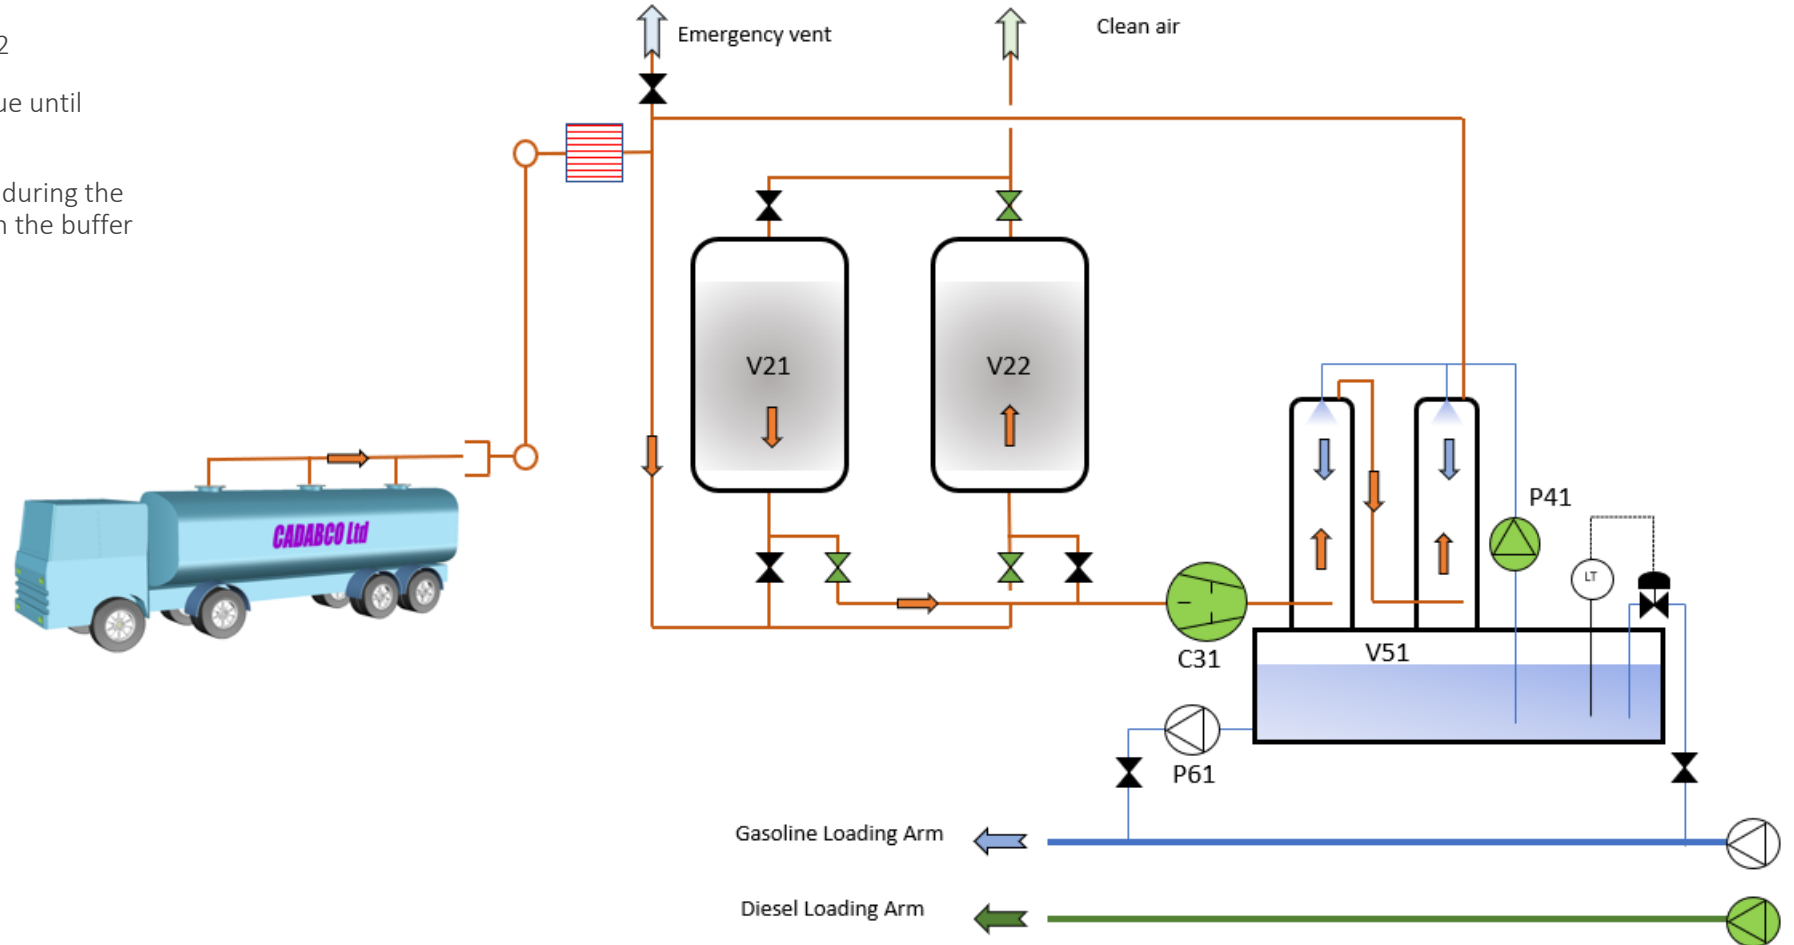 2
ue until
during the
n the buffer
Emergency vent
Clean air
V21
V22
CADABCO Ltd
P41
LT
C31
V51
P61
Gasoline Loading Arm
Diesel Loading Arm